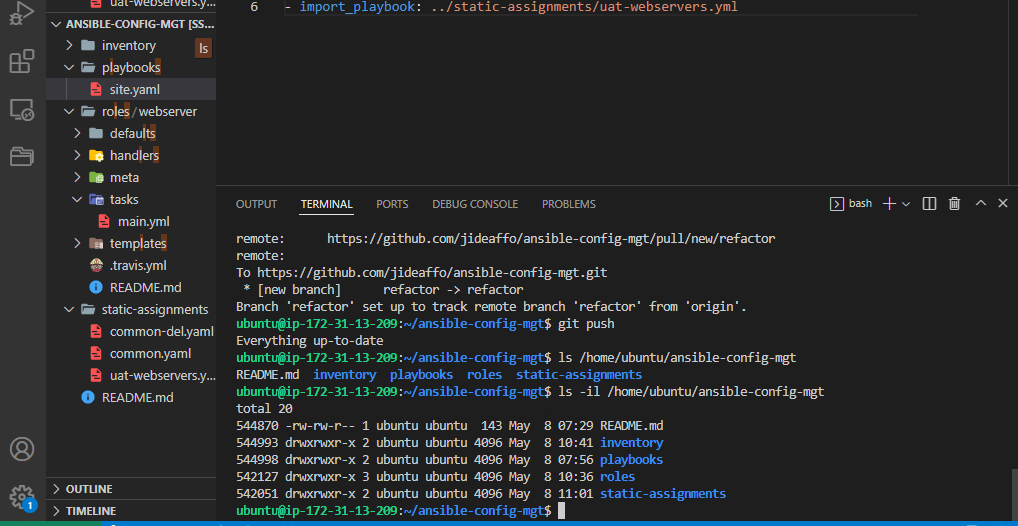 uat-webservers.y...
6 - import_playbook: ../static-assignments/uat-webservers.yml
ANSIBLE-CONFIG-MGT [SS...
inventory
ls
playbooks
site.yaml
roles/webserver
defaults
handlers
meta
tasks
main.yml
templates
.travis.yml
README.md
static-assignments
common-del.yaml
common.yaml
uat-webservers.y...
README.md
OUTLINE
TIMELINE
1
OUTPUT TERMINAL PORTS DEBUG CONSOLE PROBLEMS bash
remote:      https://github.com/jideaffo/ansible-config-mgt/pull/new/refactor
remote:
To https://github.com/jideaffo/ansible-config-mgt.git
 * [new branch]      refactor -> refactor
Branch 'refactor' set up to track remote branch 'refactor' from 'origin'.
ubuntu@ip-172-31-13-209:~/ansible-config-mgt$ git push
Everything up-to-date
ubuntu@ip-172-31-13-209:~/ansible-config-mgt$ ls /home/ubuntu/ansible-config-mgt
README.md  inventory  playbooks  roles  static-assignments
ubuntu@ip-172-31-13-209:~/ansible-config-mgt$ ls -il /home/ubuntu/ansible-config-mgt
total 20
544870 -rw-rw-r-- 1 ubuntu ubuntu  143 May  8 07:29 README.md
544993 drwxrwxr-x 2 ubuntu ubuntu 4096 May  8 10:41 inventory
544998 drwxrwxr-x 2 ubuntu ubuntu 4096 May  8 07:56 playbooks
542127 drwxrwxr-x 3 ubuntu ubuntu 4096 May  8 10:36 roles
542051 drwxrwxr-x 2 ubuntu ubuntu 4096 May  8 11:01 static-assignments
ubuntu@ip-172-31-13-209:~/ansible-config-mgt$